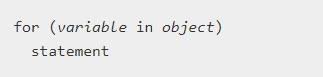 for (variable in object)
  statement